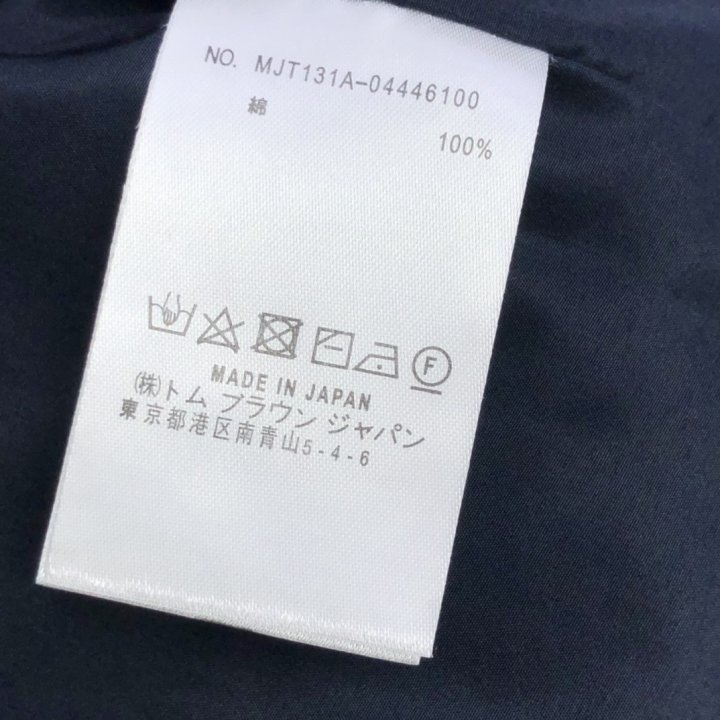 NO. MJT131A-04446100
綿
100%
F
MADE IN JAPAN
(株)トム ブラウン ジャパン
東京都港区南青山5-4-6